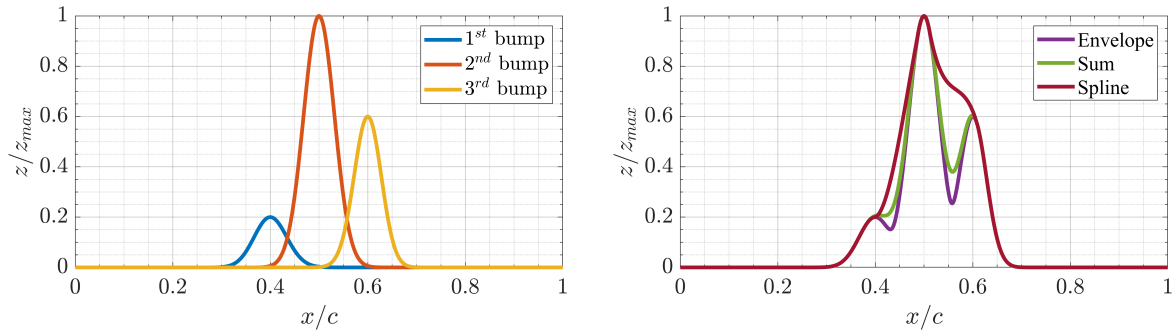 1
0.8
0.6
0.4
0.2
0
z/z_max
0 0.2 0.4 0.6 0.8 1
x/c
1^st bump
2^nd bump
3^rd bump
1
0.8
0.6
0.4
0.2
0
z/z_max
0 0.2 0.4 0.6 0.8 1
x/c
Envelope
Sum
Spline